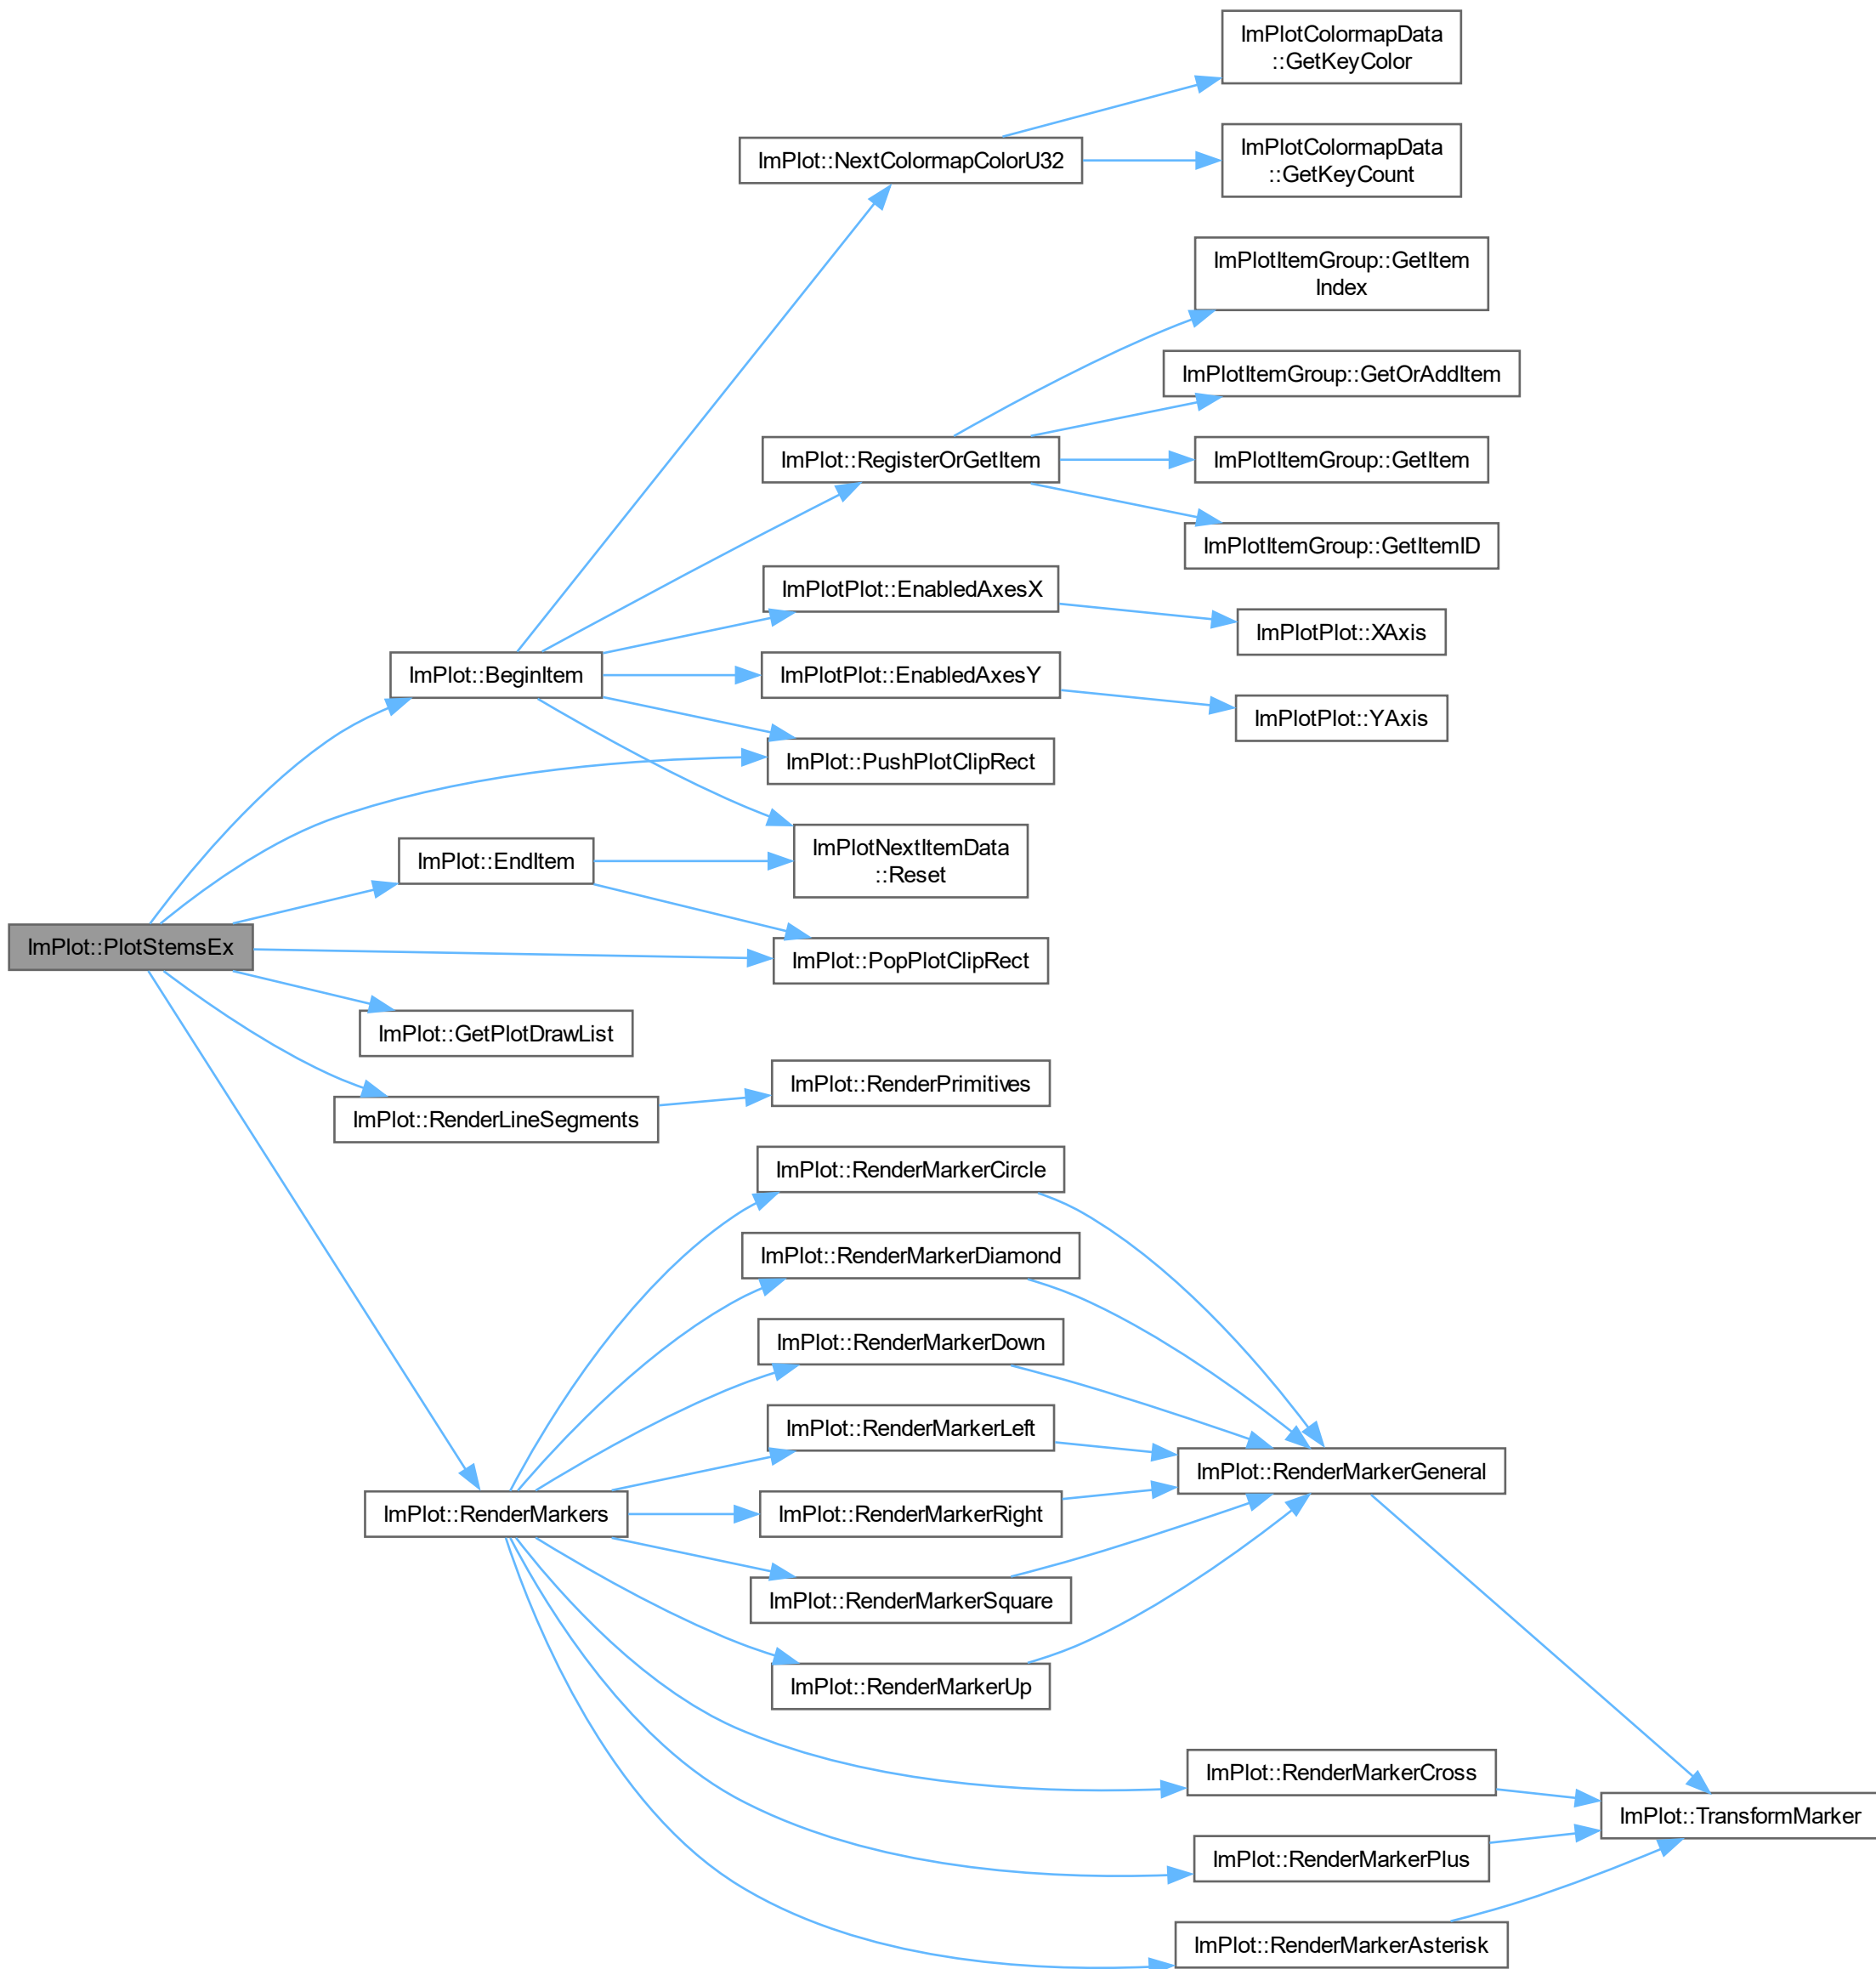 ImPlotColormapData
::GetKeyColor
ImPlot::NextColormapColorU32
ImPlotColormapData
::GetKeyCount
ImPlotItemGroup::GetItem
Index
ImPlotItemGroup::GetOrAddItem
ImPlot::RegisterOrGetItem
ImPlotItemGroup::GetItem
ImPlotItemGroup::GetItemID
ImPlotPlot::EnabledAxesX
ImPlotPlot::XAxis
ImPlot::BeginItem
ImPlotPlot::EnabledAxesY
ImPlotPlot::YAxis
ImPlot::PushPlotClipRect
ImPlot::EndItem
ImPlotNextItemData
::Reset
ImPlot::PlotStemsEx
ImPlot::PopPlotClipRect
ImPlot::GetPlotDrawList
ImPlot::RenderPrimitives
ImPlot::RenderLineSegments
ImPlot::RenderMarkerCircle
ImPlot::RenderMarkerDiamond
ImPlot::RenderMarkerDown
ImPlot::RenderMarkerLeft
ImPlot::RenderMarkerGeneral
ImPlot::RenderMarkers
ImPlot::RenderMarkerRight
ImPlot::RenderMarkerSquare
ImPlot::RenderMarkerUp
ImPlot::RenderMarkerCross
ImPlot::TransformMarker
ImPlot::RenderMarkerPlus
ImPlot::RenderMarkerAsterisk